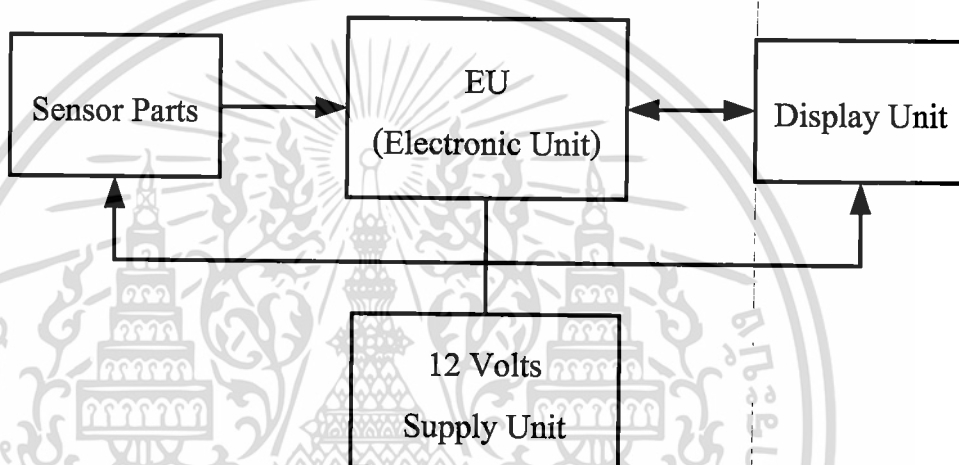 Sensor Parts
EU
(Electronic Unit)
Display Unit
12 Volts
Supply Unit